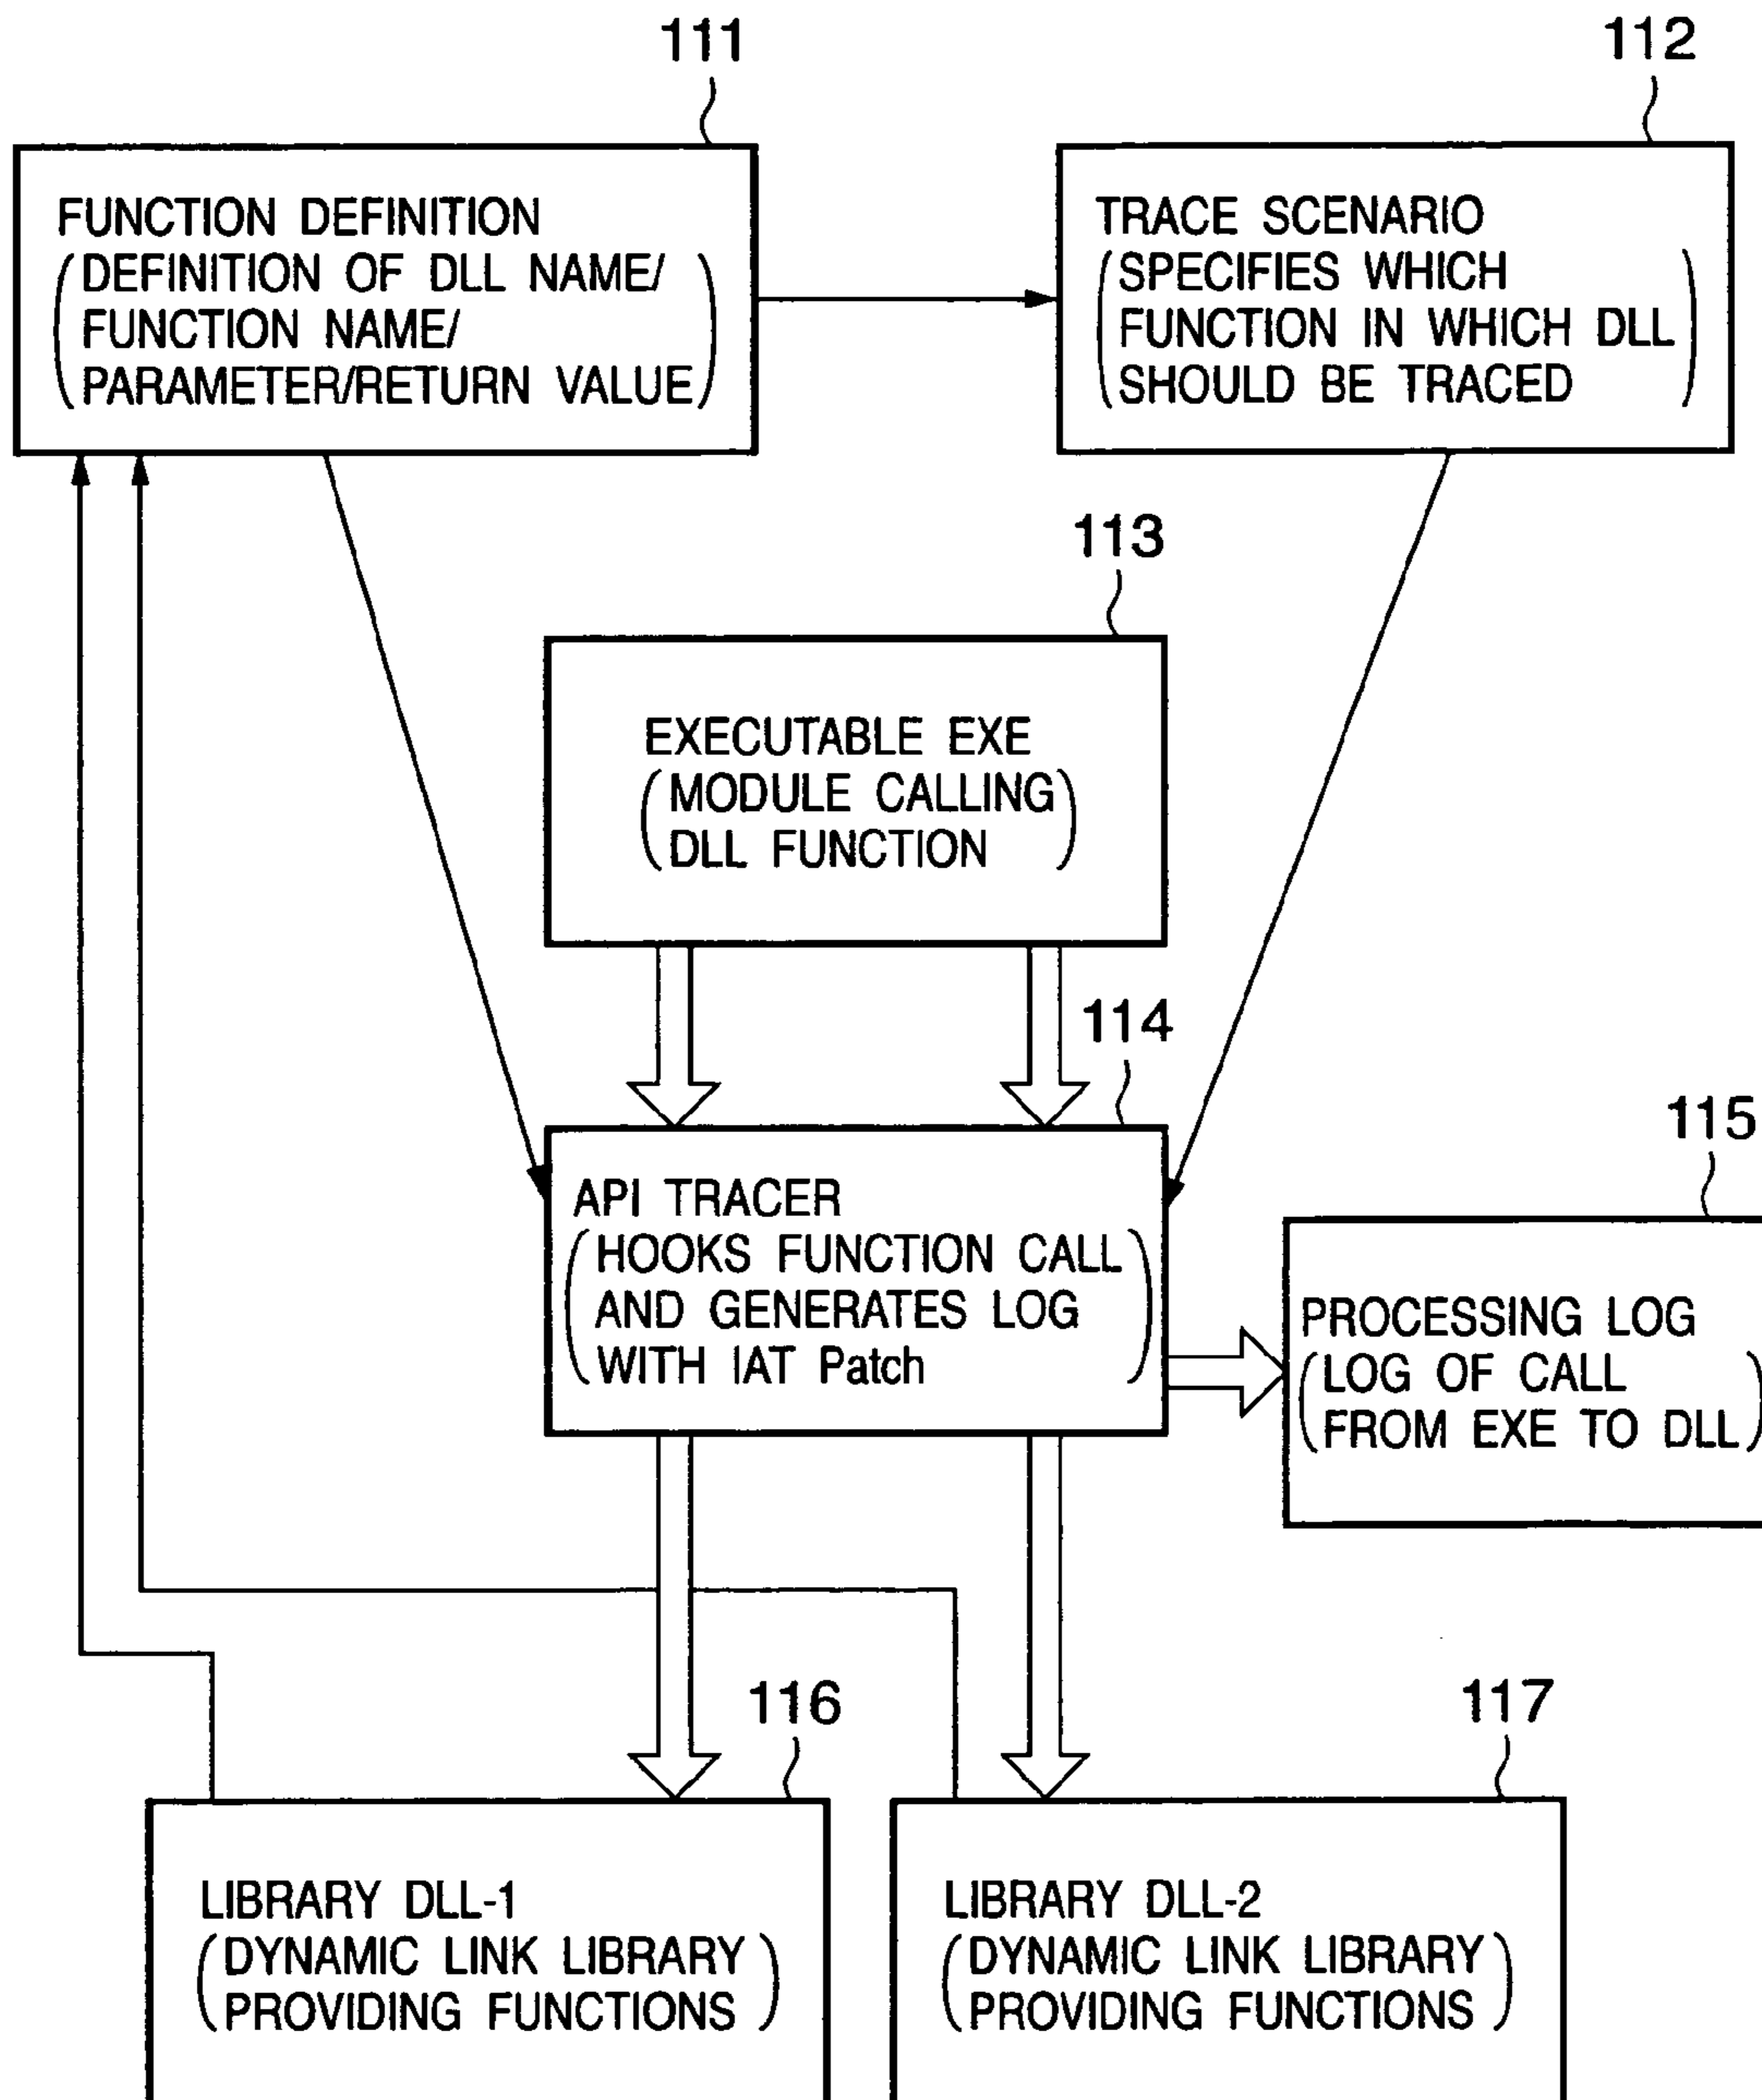 111
112
FUNCTION DEFINITION
(DEFINITION OF DLL NAME/
FUNCTION NAME/
PARAMETER/RETURN VALUE)
TRACE SCENARIO
(SPECIFIES WHICH
FUNCTION IN WHICH DLL
SHOULD BE TRACED)
113
EXECUTABLE EXE
(MODULE CALLING
DLL FUNCTION)
114
API TRACER
(HOOKS FUNCTION CALL
AND GENERATES LOG
WITH IAT Patch)
115
PROCESSING LOG
(LOG OF CALL
FROM EXE TO DLL)
116
117
LIBRARY DLL-1
(DYNAMIC LINK LIBRARY
PROVIDING FUNCTIONS)
LIBRARY DLL-2
(DYNAMIC LINK LIBRARY
PROVIDING FUNCTIONS)